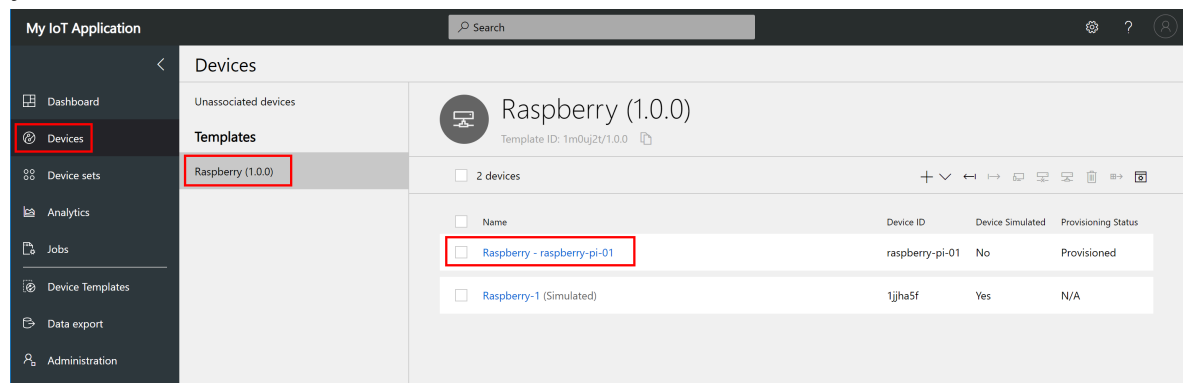 My IoT Application
Search
?
Devices
Dashboard
Devices
Device sets
Analytics
Jobs
Device Templates
Data export
Administration
Unassociated devices
Templates
Raspberry (1.0.0)
Raspberry (1.0.0)
Template ID: 1m0uj2t/1.0.0
2 devices
Name Device ID Device Simulated Provisioning Status
Raspberry - raspberry-pi-01 raspberry-pi-01 No Provisioned
Raspberry-1 (Simulated) 1jjha5f Yes N/A